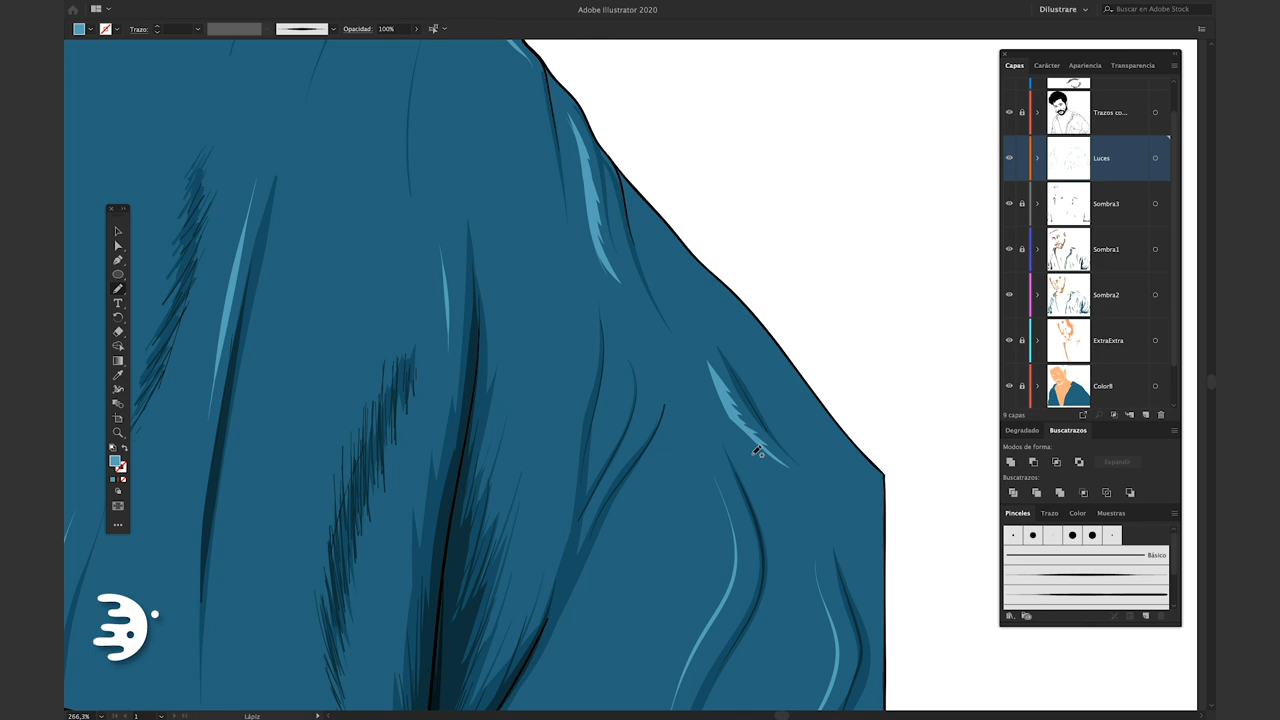 Adobe Illustrator 2020
Dilustrare
Buscar en Adobe Stock
Trazo:
Opacidad: 100%
Capas Carácter Apariencia Transparencia
Trazos co...
Luces
Sombra3
Sombra1
Sombra2
ExtraExtra
ColorB
9 capas
Degradado Buscatrazos
Modos de forma:
Expandir
Buscatrazos:
Pinceles Trazo Color Muestras
Básico
266,3% 1 Lápiz